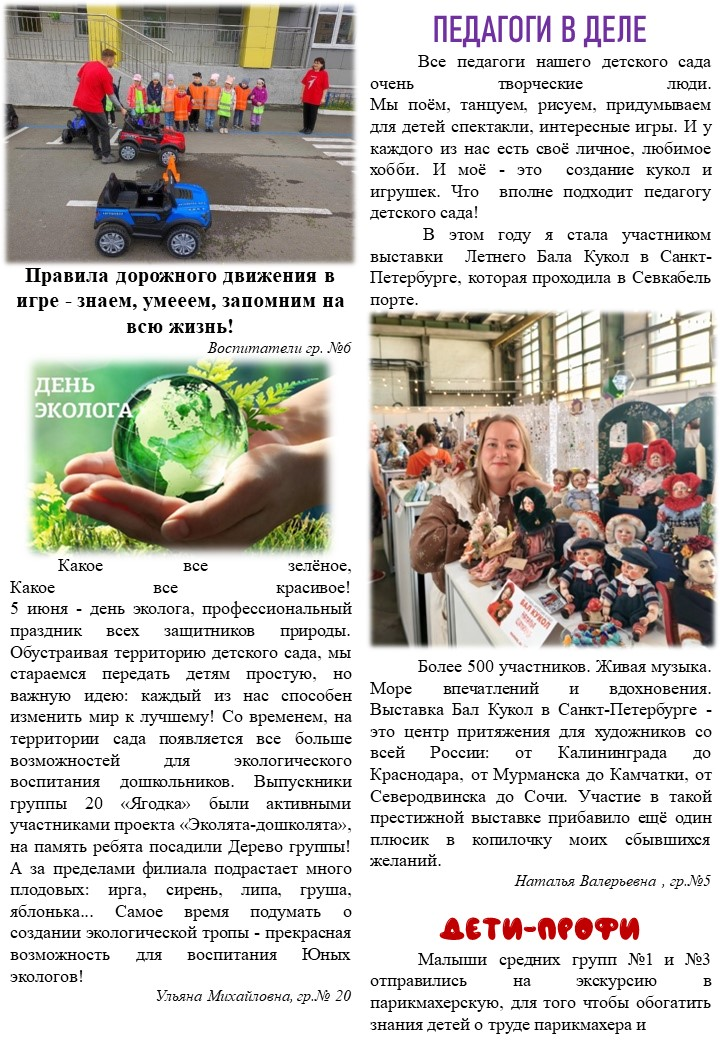 Правила дорожного движения в
игре - знаем, умееем, запомним на
всю жизнь!
Воспитатели гр. №6
ДЕНЬ
ЭКОЛОГА
Какое все зелёное,
Какое все красивое!
5 июня - день эколога, профессиональный
праздник всех защитников природы.
Обустраивая территорию детского сада, мы
стараемся передать детям простую, но
важную идею: каждый из нас способен
изменить мир к лучшему! Со временем, на
территории сада появляется все больше
возможностей для экологического
воспитания дошкольников. Выпускники
группы 20 «Ягодка» были активными
участниками проекта «Эколята-дошколята»,
на память ребята посадили Дерево группы!
А за пределами филиала подрастает много
плодовых: ирга, сирень, липа, груша,
яблонька... Самое время подумать о
создании экологической тропы - прекрасная
возможность для воспитания Юных
экологов!
Ульяна Михайловна, гр.№ 20
ПЕДАГОГИ В ДЕЛЕ
Все педагоги нашего детского сада
очень творческие люди.
Мы поём, танцуем, рисуем, придумываем
для детей спектакли, интересные игры. И у
каждого из нас есть своё личное, любимое
хобби. И моё - это создание кукол и
игрушек. Что вполне подходит педагогу
детского сада!
В этом году я стала участником
выставки Летнего Бала Кукол в Санкт-
Петербурге, которая проходила в Севкабель
порте.
БАЛ КУКОЛ
Более 500 участников. Живая музыка.
Море впечатлений и вдохновения.
Выставка Бал Кукол в Санкт-Петербурге -
это центр притяжения для художников со
всей России: от Калининграда до
Краснодара, от Мурманска до Камчатки, от
Северодвинска до Сочи. Участие в такой
престижной выставке прибавило ещё один
плюсик в копилочку моих сбывшихся
желаний.
Наталья Валерьевна , гр.№5
ДЕТИ-ПРОФИ
Малыши средних групп №1 и №3
отправились на экскурсию в
парикмахерскую, для того чтобы обогатить
знания детей о труде парикмахера и